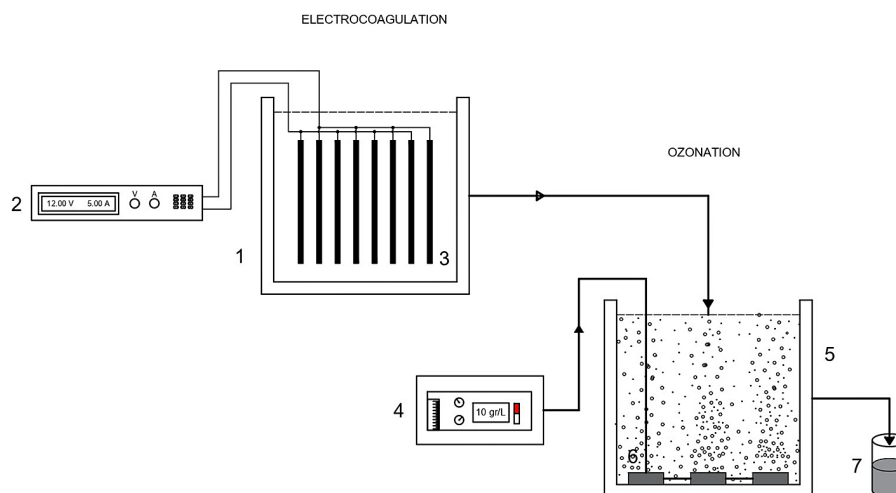 ELECTROCOAGULATION
OZONATION
2
12.00 V 5.00 A
V A
1
3
4
10 gr/L
5
6
7